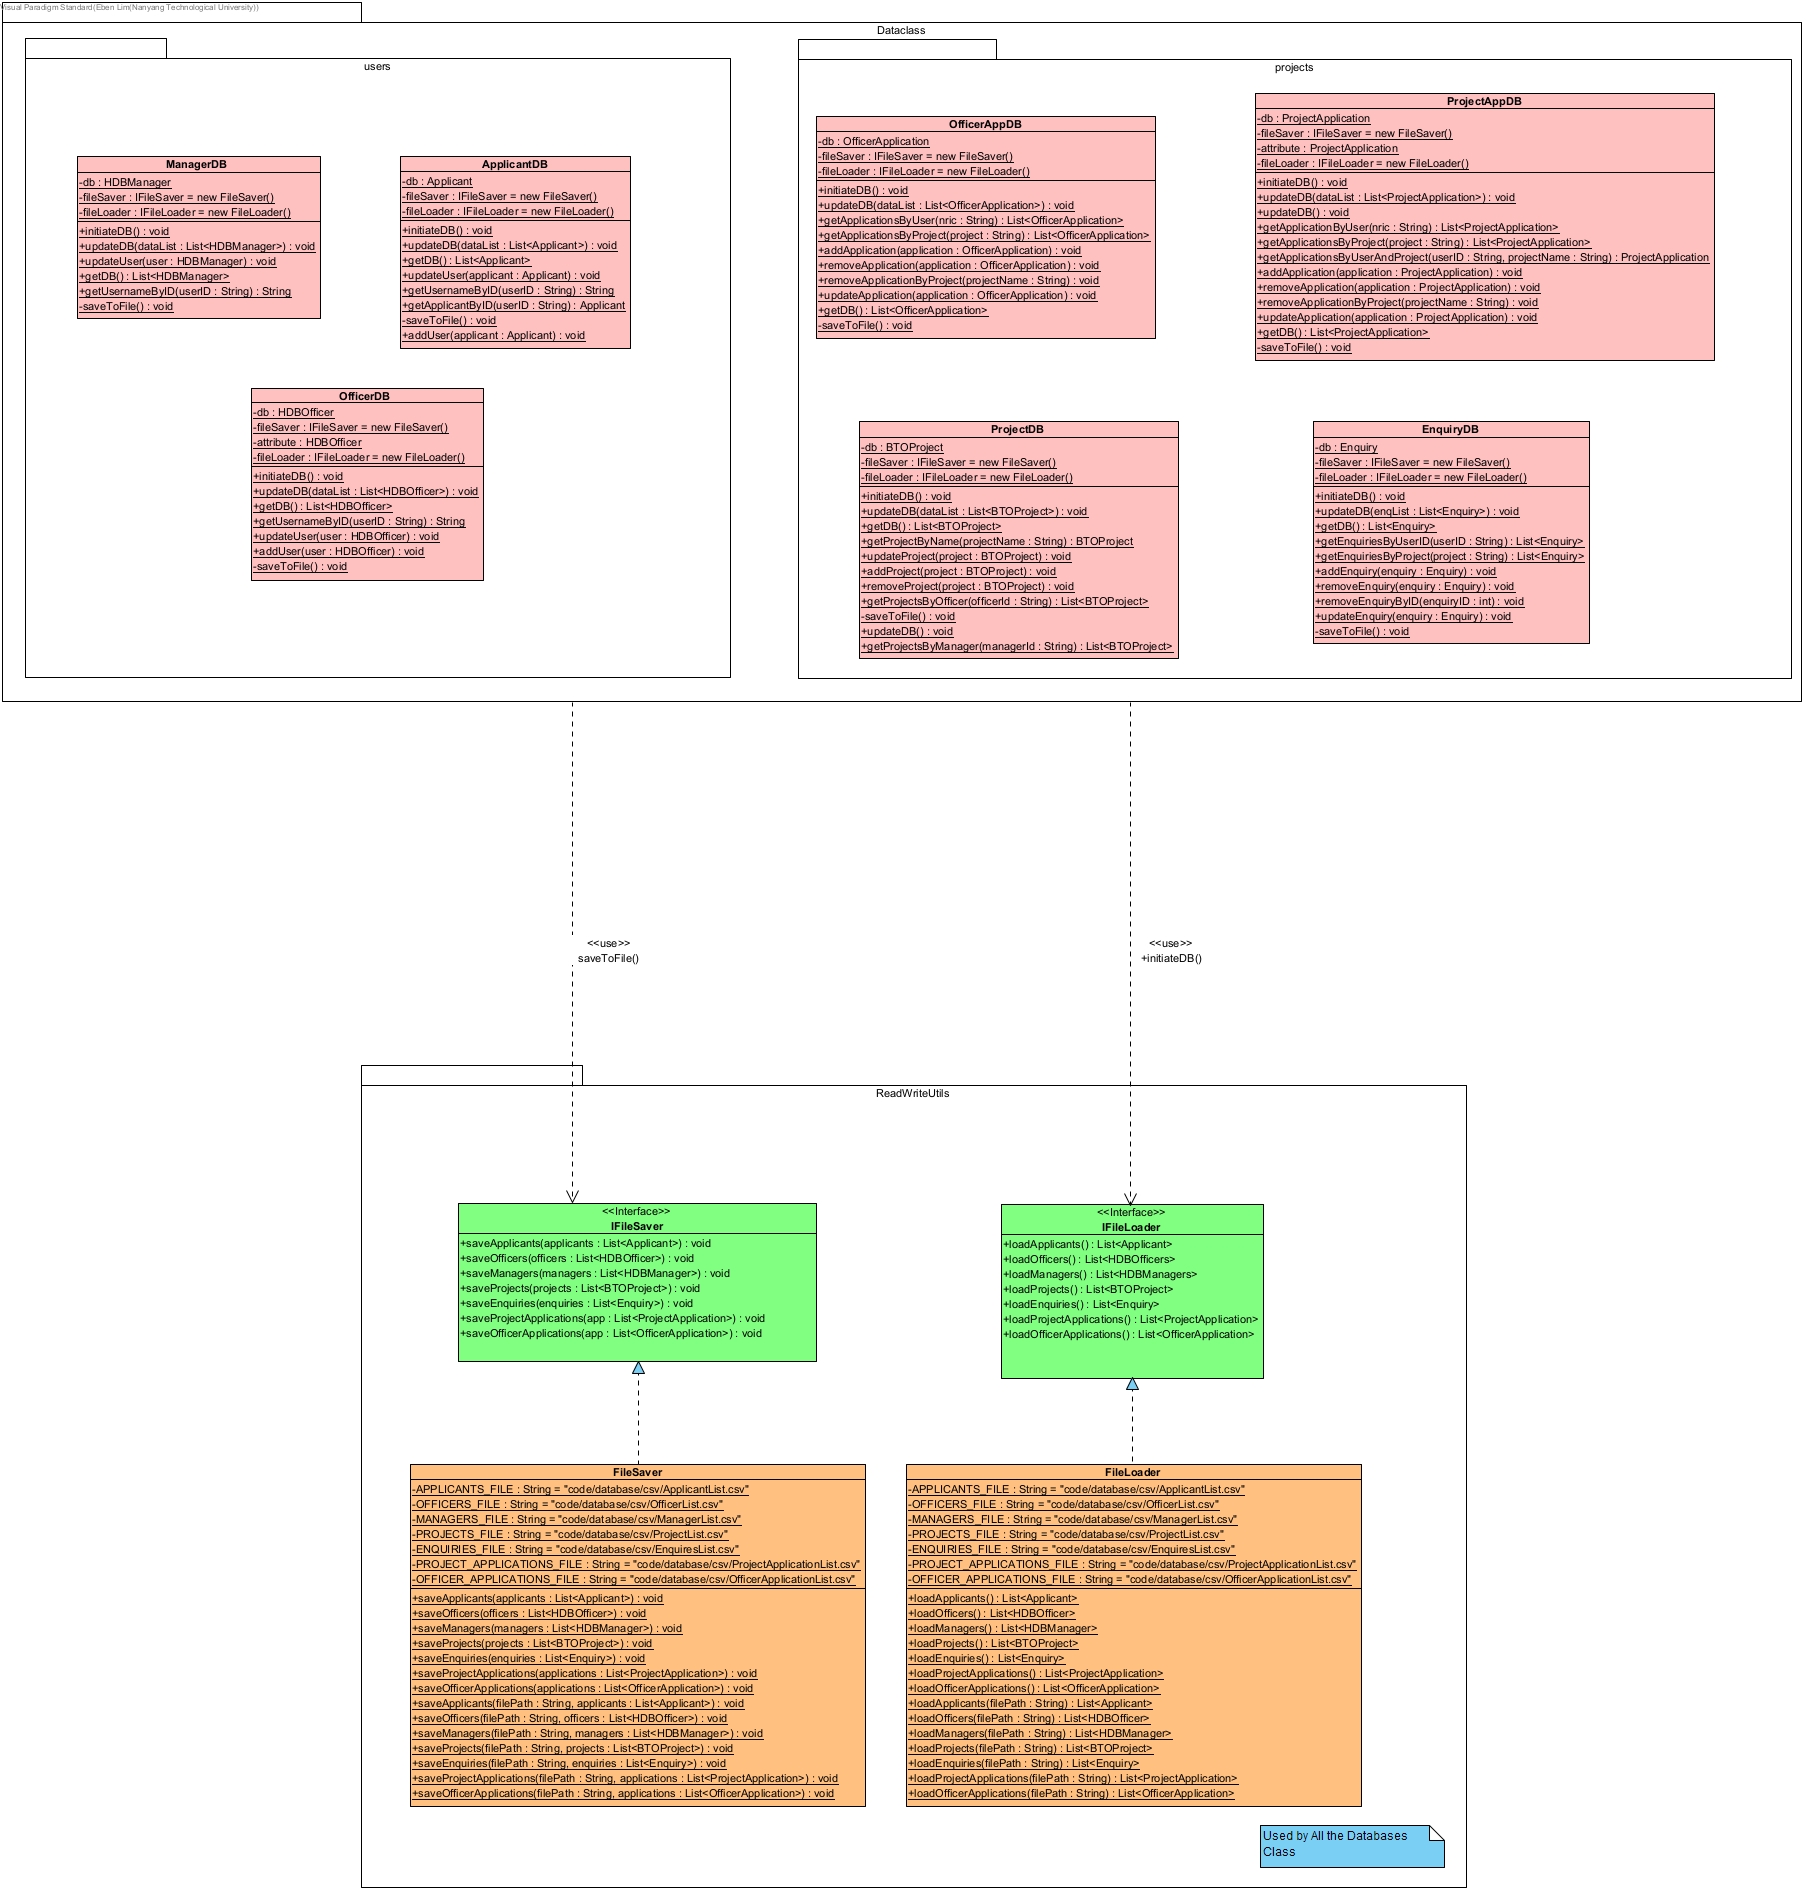 Visual Paradigm Standard(Eben Lim(Nanyang Technological University))
Dataclass
users
ManagerDB
-db : HDBManager
-fileSaver : IFileSaver = new FileSaver()
-fileLoader : IFileLoader = new FileLoader()
+initiateDB() : void
+updateDB(dataList : List<HDBManager>) : void
+updateUser(user : HDBManager) : void
+getDB() : List<HDBManager>
+getUsernameByID(userID : String) : String
-saveToFile() : void
ApplicantDB
-db : Applicant
-fileSaver : IFileSaver = new FileSaver()
-fileLoader : IFileLoader = new FileLoader()
+initiateDB() : void
+updateDB(dataList : List<Applicant>) : void
+getDB() : List<Applicant>
+updateUser(applicant : Applicant) : void
+getUsernameByID(userID : String) : String
+getApplicantByID(userID : String) : Applicant
-saveToFile() : void
+addUser(applicant : Applicant) : void
OfficerDB
-db : HDBOfficer
-fileSaver : IFileSaver = new FileSaver()
-attribute : HDBOfficer
-fileLoader : IFileLoader = new FileLoader()
+initiateDB() : void
+updateDB(dataList : List<HDBOfficer>) : void
+getDB() : List<HDBOfficer>
+getUsernameByID(userID : String) : String
+updateUser(user : HDBOfficer) : void
+addUser(user : HDBOfficer) : void
-saveToFile() : void
projects
OfficerAppDB
-db : OfficerApplication
-fileSaver : IFileSaver = new FileSaver()
-fileLoader : IFileLoader = new FileLoader()
+initiateDB() : void
+updateDB(dataList : List<OfficerApplication>) : void
+getApplicationsByUser(nric : String) : List<OfficerApplication>
+getApplicationsByProject(project : String) : List<OfficerApplication>
+addApplication(application : OfficerApplication) : void
+removeApplication(application : OfficerApplication) : void
+removeApplicationByProject(projectName : String) : void
+updateApplication(application : OfficerApplication) : void
+getDB() : List<OfficerApplication>
-saveToFile() : void
ProjectAppDB
-db : ProjectApplication
-fileSaver : IFileSaver = new FileSaver()
-attribute : ProjectApplication
-fileLoader : IFileLoader = new FileLoader()
+initiateDB() : void
+updateDB(dataList : List<ProjectApplication>) : void
+updateDB() : void
+getApplicationByUser(nric : String) : List<ProjectApplication>
+getApplicationsByProject(project : String) : List<ProjectApplication>
+getApplicationsByUserAndProject(userID : String, projectName : String) : ProjectApplication
+addApplication(application : ProjectApplication) : void
+removeApplication(application : ProjectApplication) : void
+removeApplicationByProject(projectName : String) : void
+updateApplication(application : ProjectApplication) : void
+getDB() : List<ProjectApplication>
-saveToFile() : void
ProjectDB
-db : BTOProject
-fileSaver : IFileSaver = new FileSaver()
-fileLoader : IFileLoader = new FileLoader()
+initiateDB() : void
+updateDB(dataList : List<BTOProject>) : void
+getDB() : List<BTOProject>
+getProjectByName(projectName : String) : BTOProject
+updateProject(project : BTOProject) : void
+addProject(project : BTOProject) : void
+removeProject(project : BTOProject) : void
+getProjectsByOfficer(officerId : String) : List<BTOProject>
-saveToFile() : void
+updateDB() : void
+getProjectsByManager(managerId : String) : List<BTOProject>
EnquiryDB
-db : Enquiry
-fileSaver : IFileSaver = new FileSaver()
-fileLoader : IFileLoader = new FileLoader()
+initiateDB() : void
+updateDB(enqList : List<Enquiry>) : void
+getDB() : List<Enquiry>
+getEnquiriesByUserID(userID : String) : List<Enquiry>
+getEnquiriesByProject(project : String) : List<Enquiry>
+addEnquiry(enquiry : Enquiry) : void
+removeEnquiry(enquiry : Enquiry) : void
+removeEnquiryByID(enquiryID : int) : void
+updateEnquiry(enquiry : Enquiry) : void
-saveToFile() : void
<<use>>
saveToFile()
<<use>>
+initiateDB()
ReadWriteUtils
<<Interface>>
IFileSaver
+saveApplicants(applicants : List<Applicant>) : void
+saveOfficers(officers : List<HDBOfficer>) : void
+saveManagers(managers : List<HDBManager>) : void
+saveProjects(projects : List<BTOProject>) : void
+saveEnquiries(enquiries : List<Enquiry>) : void
+saveProjectApplications(app : List<ProjectApplication>) : void
+saveOfficerApplications(app : List<OfficerApplication>) : void
<<Interface>>
IFileLoader
+loadApplicants() : List<Applicant>
+loadOfficers() : List<HDBOfficers>
+loadManagers() : List<HDBManagers>
+loadProjects() : List<BTOProject>
+loadEnquiries() : List<Enquiry>
+loadProjectApplications() : List<ProjectApplication>
+loadOfficerApplications() : List<OfficerApplication>
FileSaver
-APPLICANTS_FILE : String = "code/database/csv/ApplicantList.csv"
-OFFICERS_FILE : String = "code/database/csv/OfficerList.csv"
-MANAGERS_FILE : String = "code/database/csv/ManagerList.csv"
-PROJECTS_FILE : String = "code/database/csv/ProjectList.csv"
-ENQUIRIES_FILE : String = "code/database/csv/EnquiresList.csv"
-PROJECT_APPLICATIONS_FILE : String = "code/database/csv/ProjectApplicationList.csv"
-OFFICER_APPLICATIONS_FILE : String = "code/database/csv/OfficerApplicationList.csv"
+saveApplicants(applicants : List<Applicant>) : void
+saveOfficers(officers : List<HDBOfficer>) : void
+saveManagers(managers : List<HDBManager>) : void
+saveProjects(projects : List<BTOProject>) : void
+saveEnquiries(enquiries : List<Enquiry>) : void
+saveProjectApplications(applications : List<ProjectApplication>) : void
+saveOfficerApplications(applications : List<OfficerApplication>) : void
+saveApplicants(filePath : String, applicants : List<Applicant>) : void
+saveOfficers(filePath : String, officers : List<HDBOfficer>) : void
+saveManagers(filePath : String, managers : List<HDBManager>) : void
+saveProjects(filePath : String, projects : List<BTOProject>) : void
+saveEnquiries(filePath : String, enquiries : List<Enquiry>) : void
+saveProjectApplications(filePath : String, applications : List<ProjectApplication>) : void
+saveOfficerApplications(filePath : String, applications : List<OfficerApplication>) : void
FileLoader
-APPLICANTS_FILE : String = "code/database/csv/ApplicantList.csv"
-OFFICERS_FILE : String = "code/database/csv/OfficerList.csv"
-MANAGERS_FILE : String = "code/database/csv/ManagerList.csv"
-PROJECTS_FILE : String = "code/database/csv/ProjectList.csv"
-ENQUIRIES_FILE : String = "code/database/csv/EnquiresList.csv"
-PROJECT_APPLICATIONS_FILE : String = "code/database/csv/ProjectApplicationList.csv"
-OFFICER_APPLICATIONS_FILE : String = "code/database/csv/OfficerApplicationList.csv"
+loadApplicants() : List<Applicant>
+loadOfficers() : List<HDBOfficer>
+loadManagers() : List<HDBManager>
+loadProjects() : List<BTOProject>
+loadEnquiries() : List<Enquiry>
+loadProjectApplications() : List<ProjectApplication>
+loadOfficerApplications() : List<OfficerApplication>
+loadApplicants(filePath : String) : List<Applicant>
+loadOfficers(filePath : String) : List<HDBOfficer>
+loadManagers(filePath : String) : List<HDBManager>
+loadProjects(filePath : String) : List<BTOProject>
+loadEnquiries(filePath : String) : List<Enquiry>
+loadProjectApplications(filePath : String) : List<ProjectApplication>
+loadOfficerApplications(filePath : String) : List<OfficerApplication>
Used by All the Databases
Class